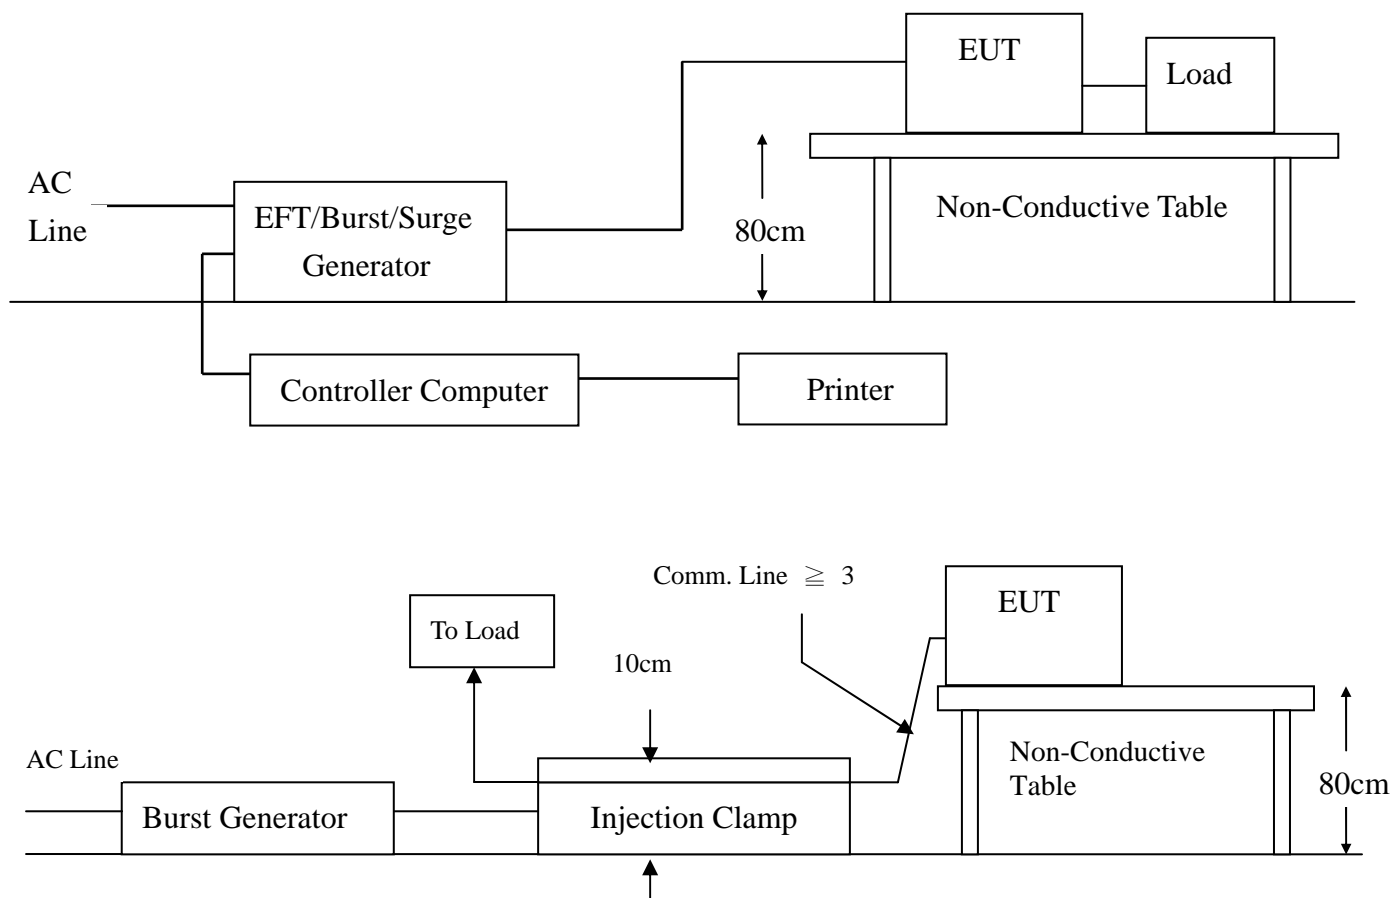 EUT
Load
AC
Line
EFT/Burst/Surge
Generator
80cm
Non-Conductive Table
Controller Computer
Printer
Comm. Line ≧ 3
EUT
To Load
10cm
AC Line
Burst Generator
Injection Clamp
Non-Conductive
Table
80cm